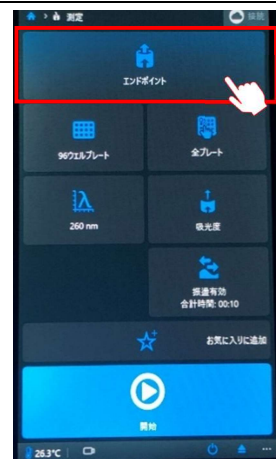 測定
接続
エンドポイント
96ウェルプレート
全プレート
260 nm
吸光度
振盪有効
合計時間: 00:10
お気に入りに追加
開始
26.3°C